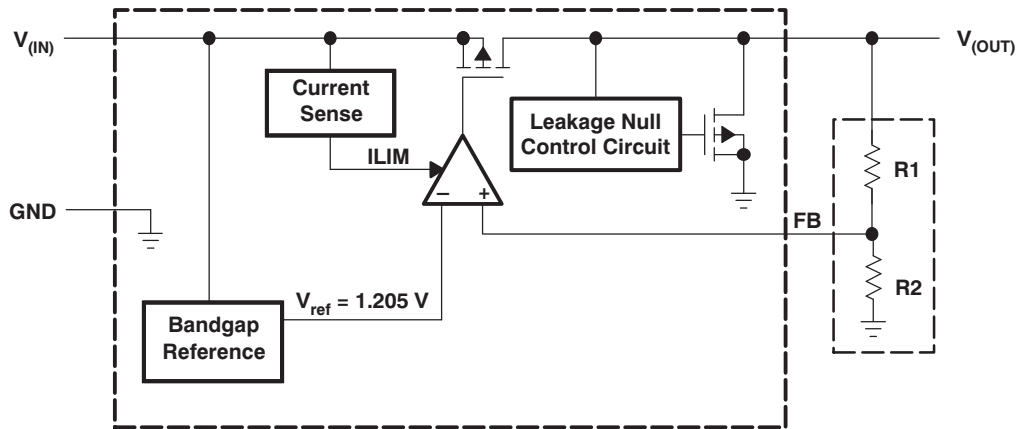 V(IN)
V(OUT)
Current
Sense
Leakage Null
Control Circuit
ILIM
R1
− +
GND
FB
R2
Vref = 1.205 V
Bandgap
Reference